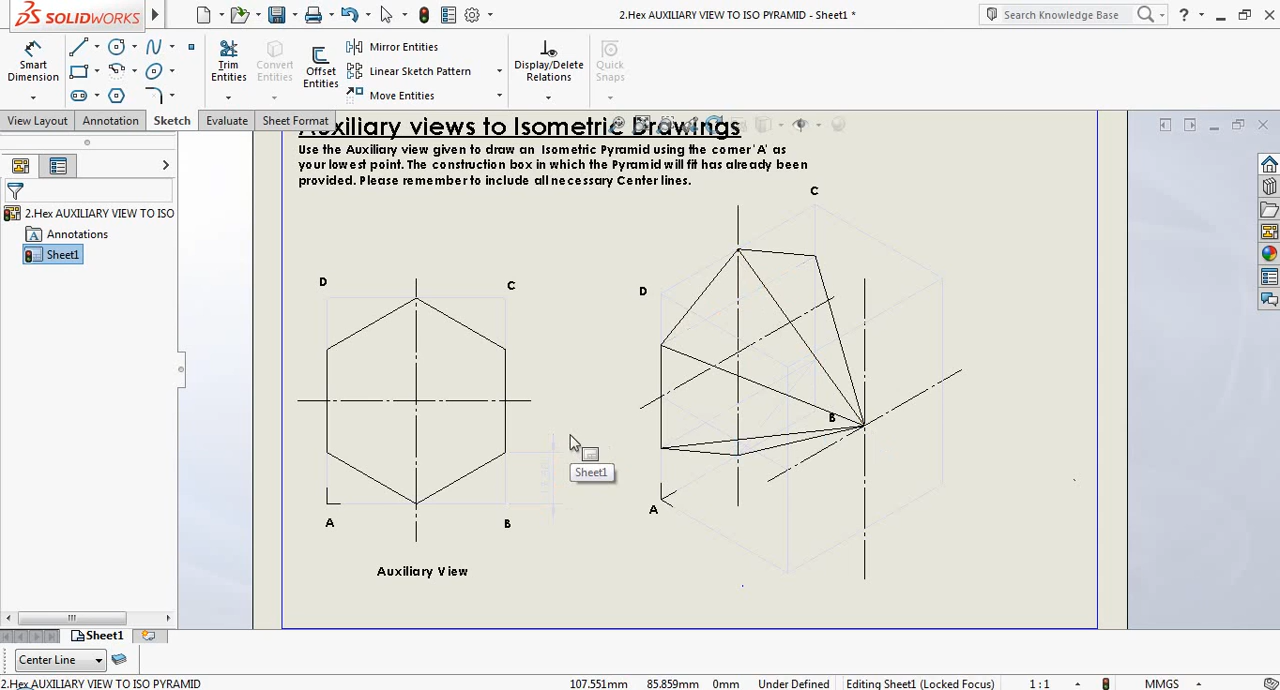 SOLIDWORKS
2.Hex AUXILIARY VIEW TO ISO PYRAMID - Sheet1 *
Search Knowledge Base
?
Smart
Dimension
Trim
Entities
Convert
Entities
Offset
Entities
Mirror Entities
Linear Sketch Pattern
Move Entities
Display/Delete
Relations
Quick
Snaps
View Layout
Annotation
Sketch
Evaluate
Sheet Format
2.Hex AUXILIARY VIEW TO ISO
Annotations
Sheet1
Auxiliary views to Isometric Drawings
Use the Auxiliary view given to draw an Isometric Pyramid using the corner 'A' as
your lowest point. The construction box in which the Pyramid will fit has already been
provided. Please remember to include all necessary Center lines.
C
D
C
D
B
Sheet1
A
A
B
Auxiliary View
Sheet1
Center Line
2.Hex AUXILIARY VIEW TO ISO PYRAMID
107.551mm
85.859mm
0mm
Under Defined
Editing Sheet1 (Locked Focus)
1 : 1
MMGS